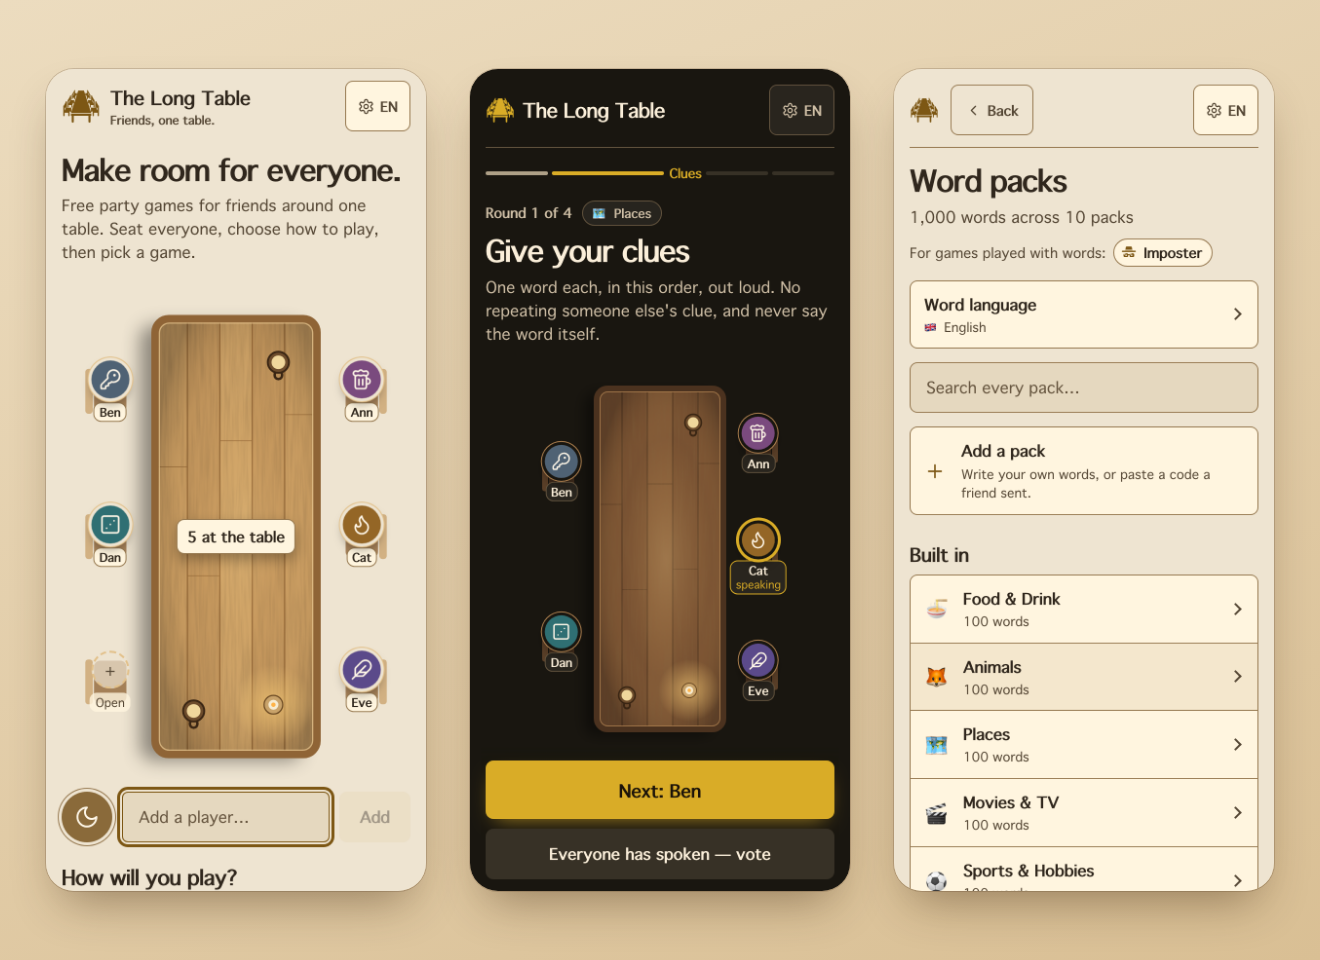 The Long Table
Friends, one table.
EN
Make room for everyone.
Free party games for friends around one
table. Seat everyone, choose how to play,
then pick a game.
Ben
Ann
5 at the table
Dan
Cat
Open
Eve
Add a player...
Add
How will you play?
The Long Table
EN
Clues
Round 1 of 4
Places
Give your clues
One word each, in this order, out loud. No
repeating someone else's clue, and never say
the word itself.
Ann
Ben
Cat
speaking
Dan
Eve
Next: Ben
Everyone has spoken — vote
Back
EN
Word packs
1,000 words across 10 packs
For games played with words:
Imposter
Word language
English
Search every pack...
Add a pack
Write your own words, or paste a code a
friend sent.
Built in
Food & Drink
100 words
Animals
100 words
Places
100 words
Movies & TV
100 words
Sports & Hobbies
100 words